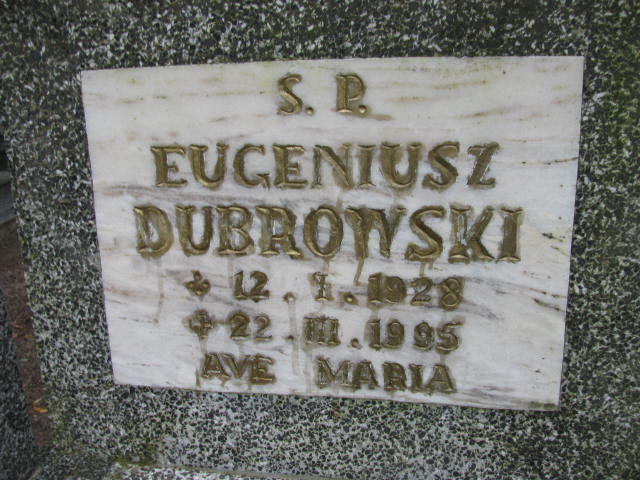 S. P.
EUGENIUSZ
DUBROWSKI
* 12. I. 1928
✝ 22. III. 1995
AVE MARIA